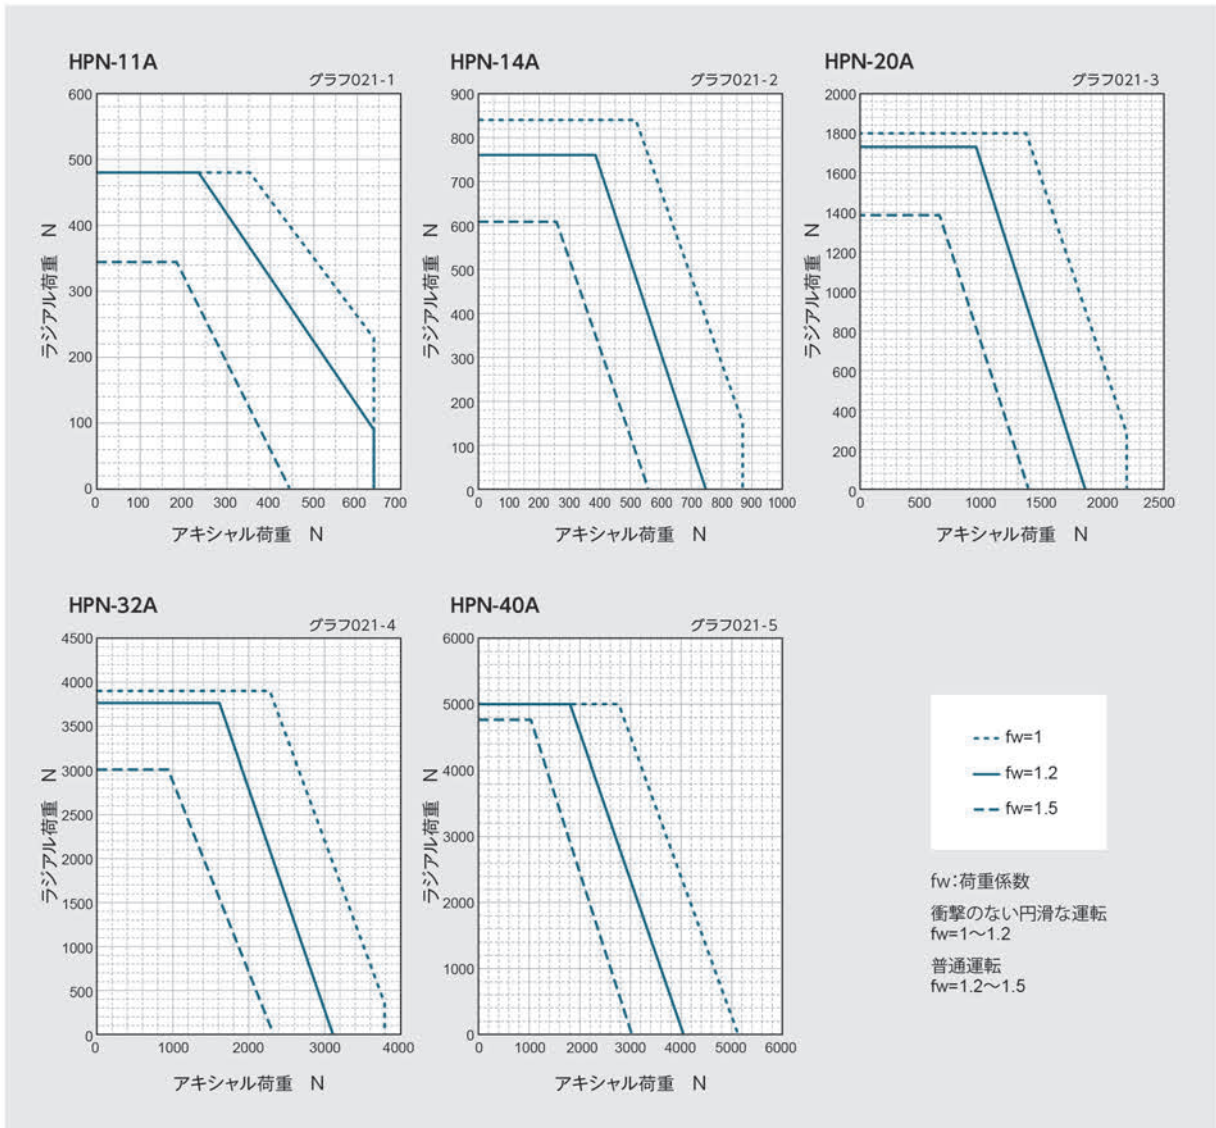 HPN-11A
グラフ021-1
600
500
400
300
200
100
0
0 100 200 300 400 500 600 700
ラジアル荷重 N
アキシャル荷重 N
HPN-14A
グラフ021-2
900
800
700
600
500
400
300
200
100
0
0 100 200 300 400 500 600 700 800 900 1000
ラジアル荷重 N
アキシャル荷重 N
HPN-20A
グラフ021-3
2000
1800
1600
1400
1200
1000
800
600
400
200
0
0 500 1000 1500 2000 2500
ラジアル荷重 N
アキシャル荷重 N
HPN-32A
グラフ021-4
4500
4000
3500
3000
2500
2000
1500
1000
500
0
0 1000 2000 3000 4000
ラジアル荷重 N
アキシャル荷重 N
HPN-40A
グラフ021-5
6000
5000
4000
3000
2000
1000
0
0 1000 2000 3000 4000 5000 6000
ラジアル荷重 N
アキシャル荷重 N
fw=1
fw=1.2
fw=1.5
fw:荷重係数
衝撃のない円滑な運転
fw=1〜1.2
普通運転
fw=1.2〜1.5